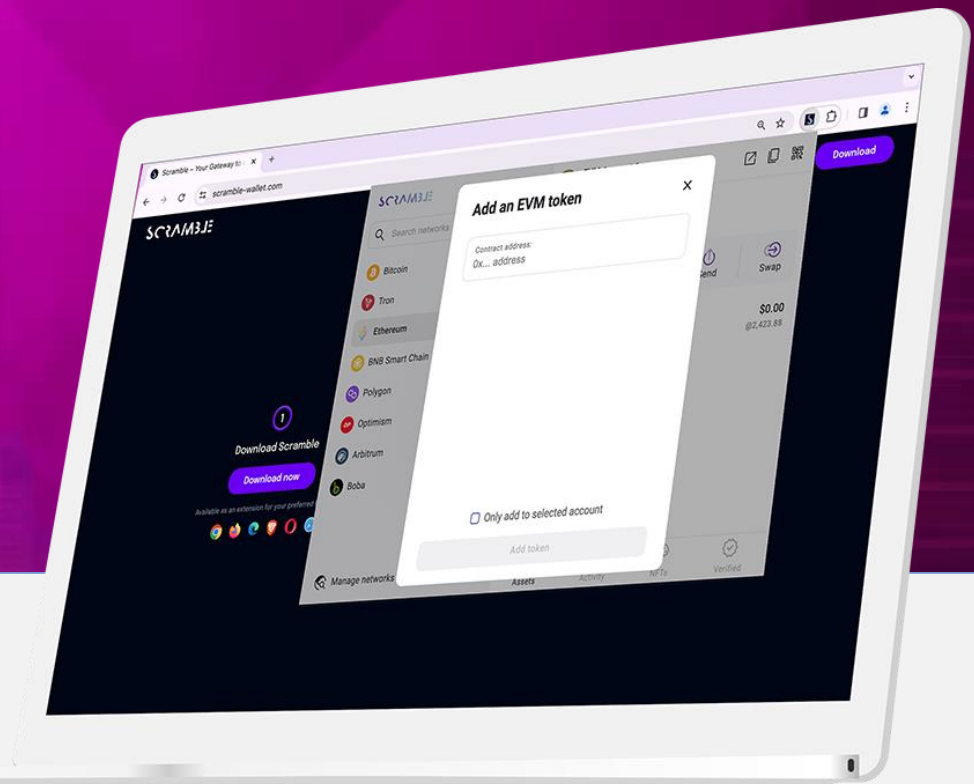 Scramble – Your Gateway to
scramble-wallet.com
SCRAMBLE
Download
SCRAMBLE
Search networks
Bitcoin
Tron
Ethereum
BNB Smart Chain
Polygon
Optimism
Arbitrum
Boba
Manage networks
Add an EVM token
Contract address:
0x... address
Only add to selected account
Add token
Send
Swap
$0.00
@2,423.88
1
Download Scramble
Download now
Available as an extension for your preferred
Assets
Activity
NFTs
Verified